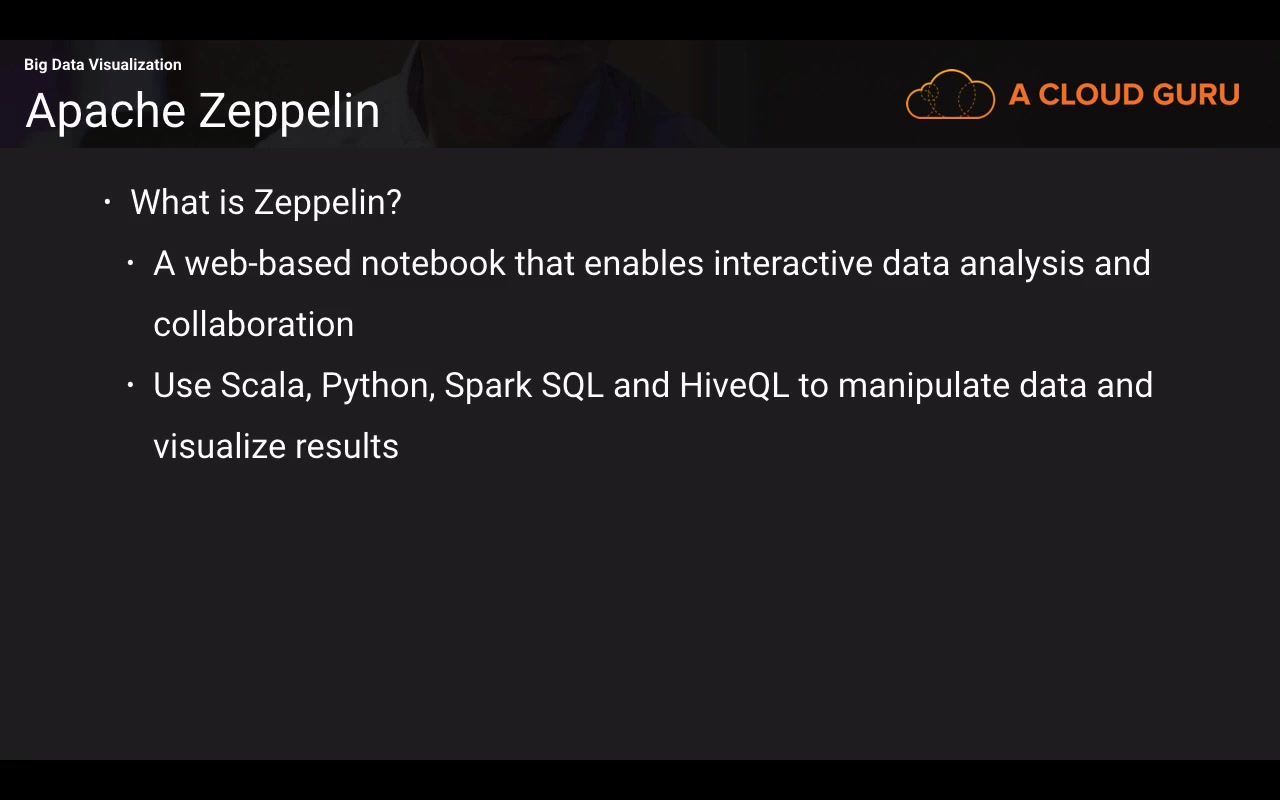 Big Data Visualization
Apache Zeppelin
A CLOUD GURU
• What is Zeppelin?
• A web-based notebook that enables interactive data analysis and
collaboration
• Use Scala, Python, Spark SQL and HiveQL to manipulate data and
visualize results